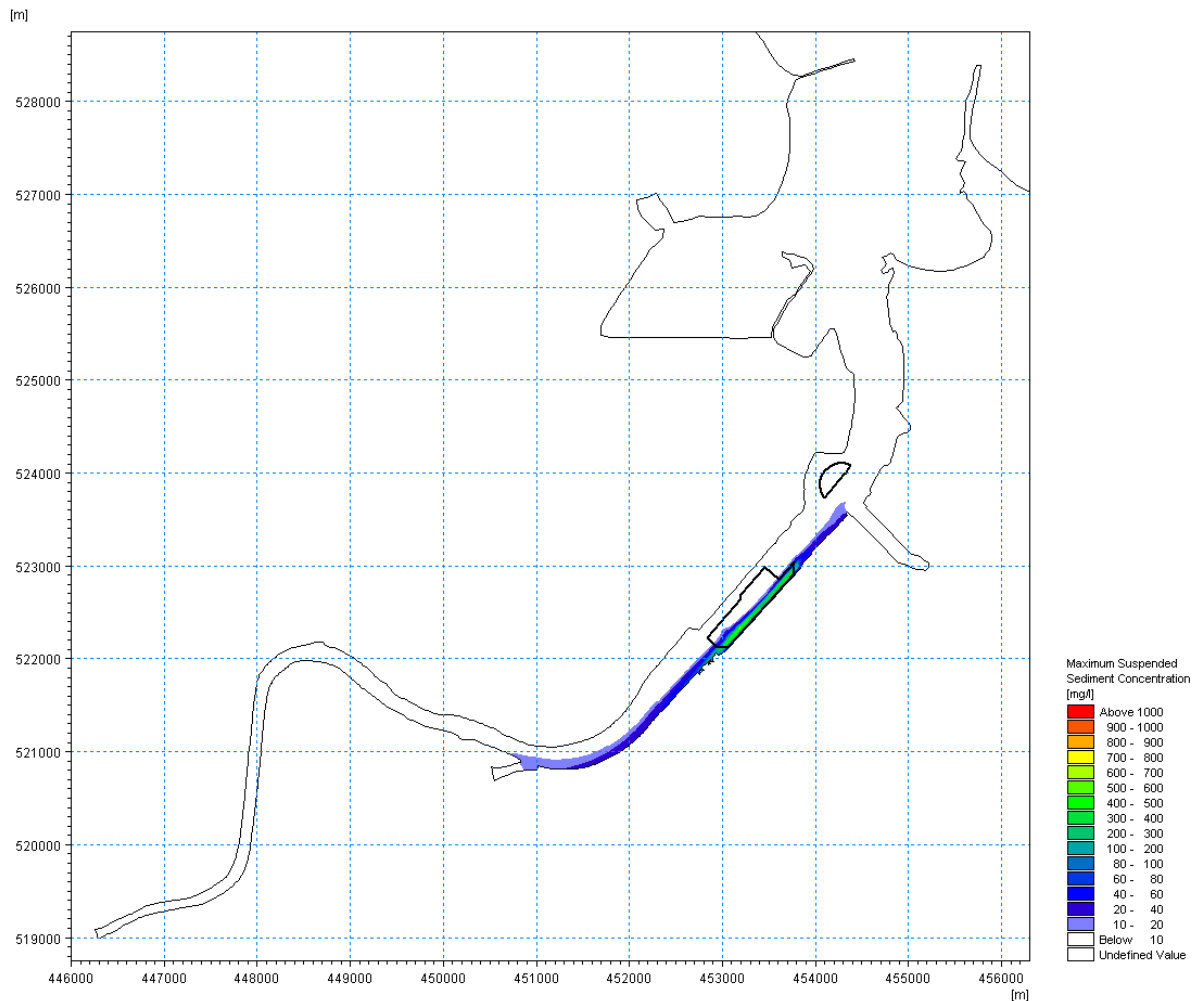 [m]
528000
527000
526000
525000
524000
523000
522000
521000
520000
519000
446000 447000 448000 449000 450000 451000 452000 453000 454000 455000 456000
[m]
Maximum Suspended
Sediment Concentration
[mg/l]
Above 1000
900 - 1000
800 - 900
700 - 800
600 - 700
500 - 600
400 - 500
300 - 400
200 - 300
100 - 200
80 - 100
60 - 80
40 - 60
20 - 40
10 - 20
Below 10
Undefined Value